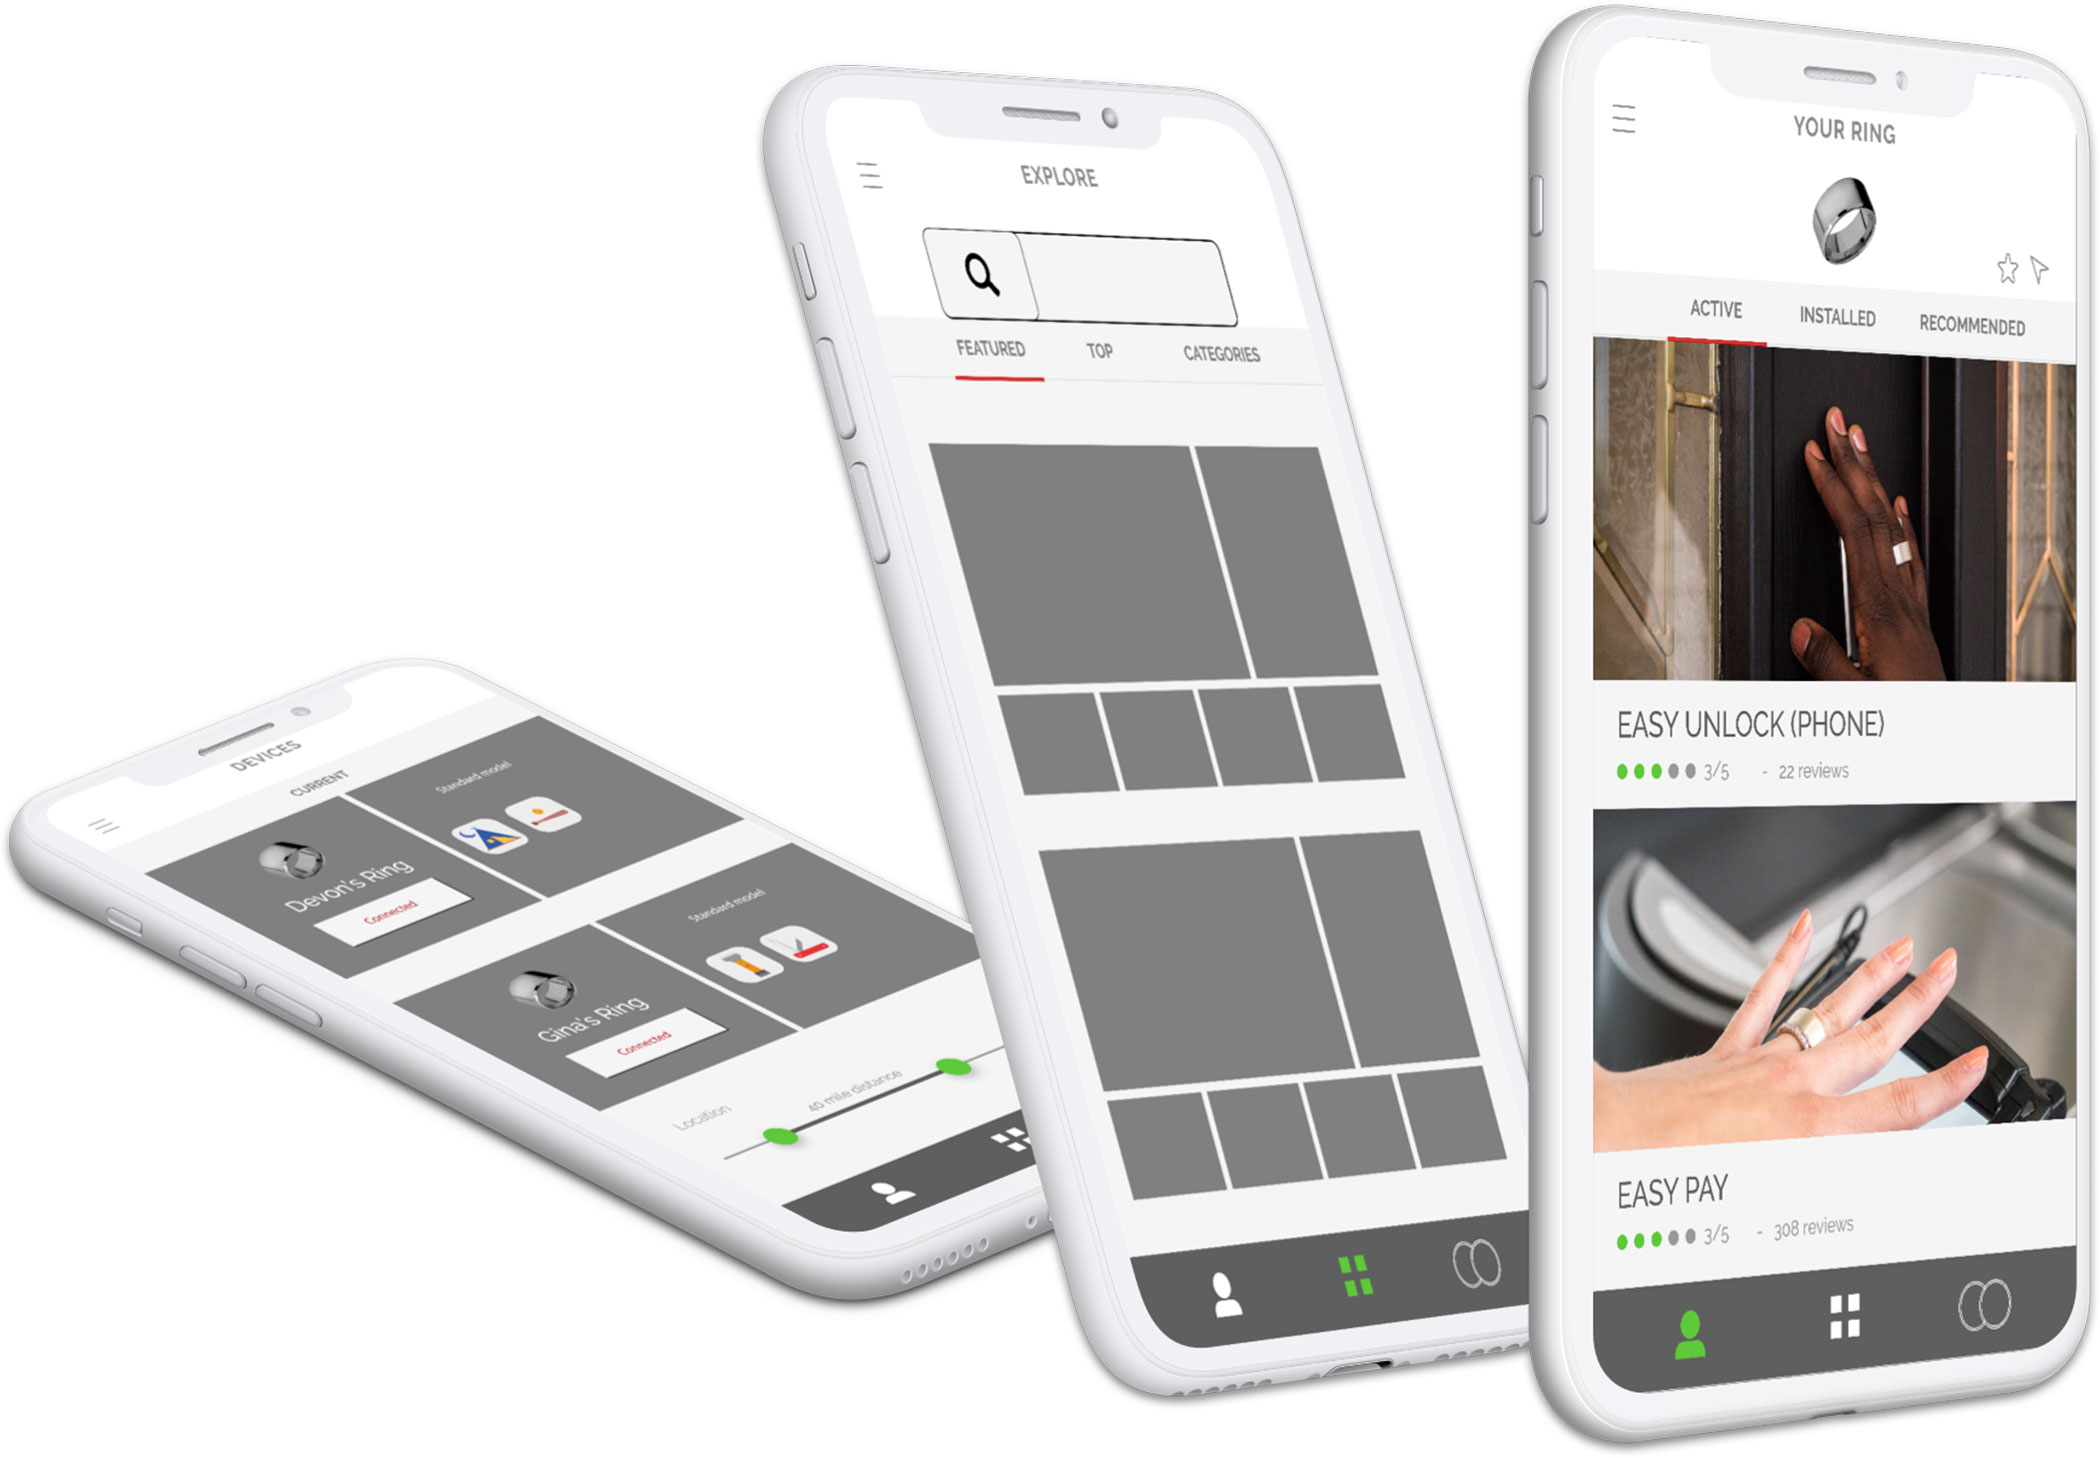 DEVICES
CURRENT
Devon's Ring
Connected
Standard model
Gina's Ring
Connected
Standard model
Location
40 mile distance
EXPLORE
FEATURED TOP CATEGORIES
YOUR RING
ACTIVE INSTALLED RECOMMENDED
EASY UNLOCK (PHONE)
3/5 - 22 reviews
EASY PAY
3/5 - 308 reviews